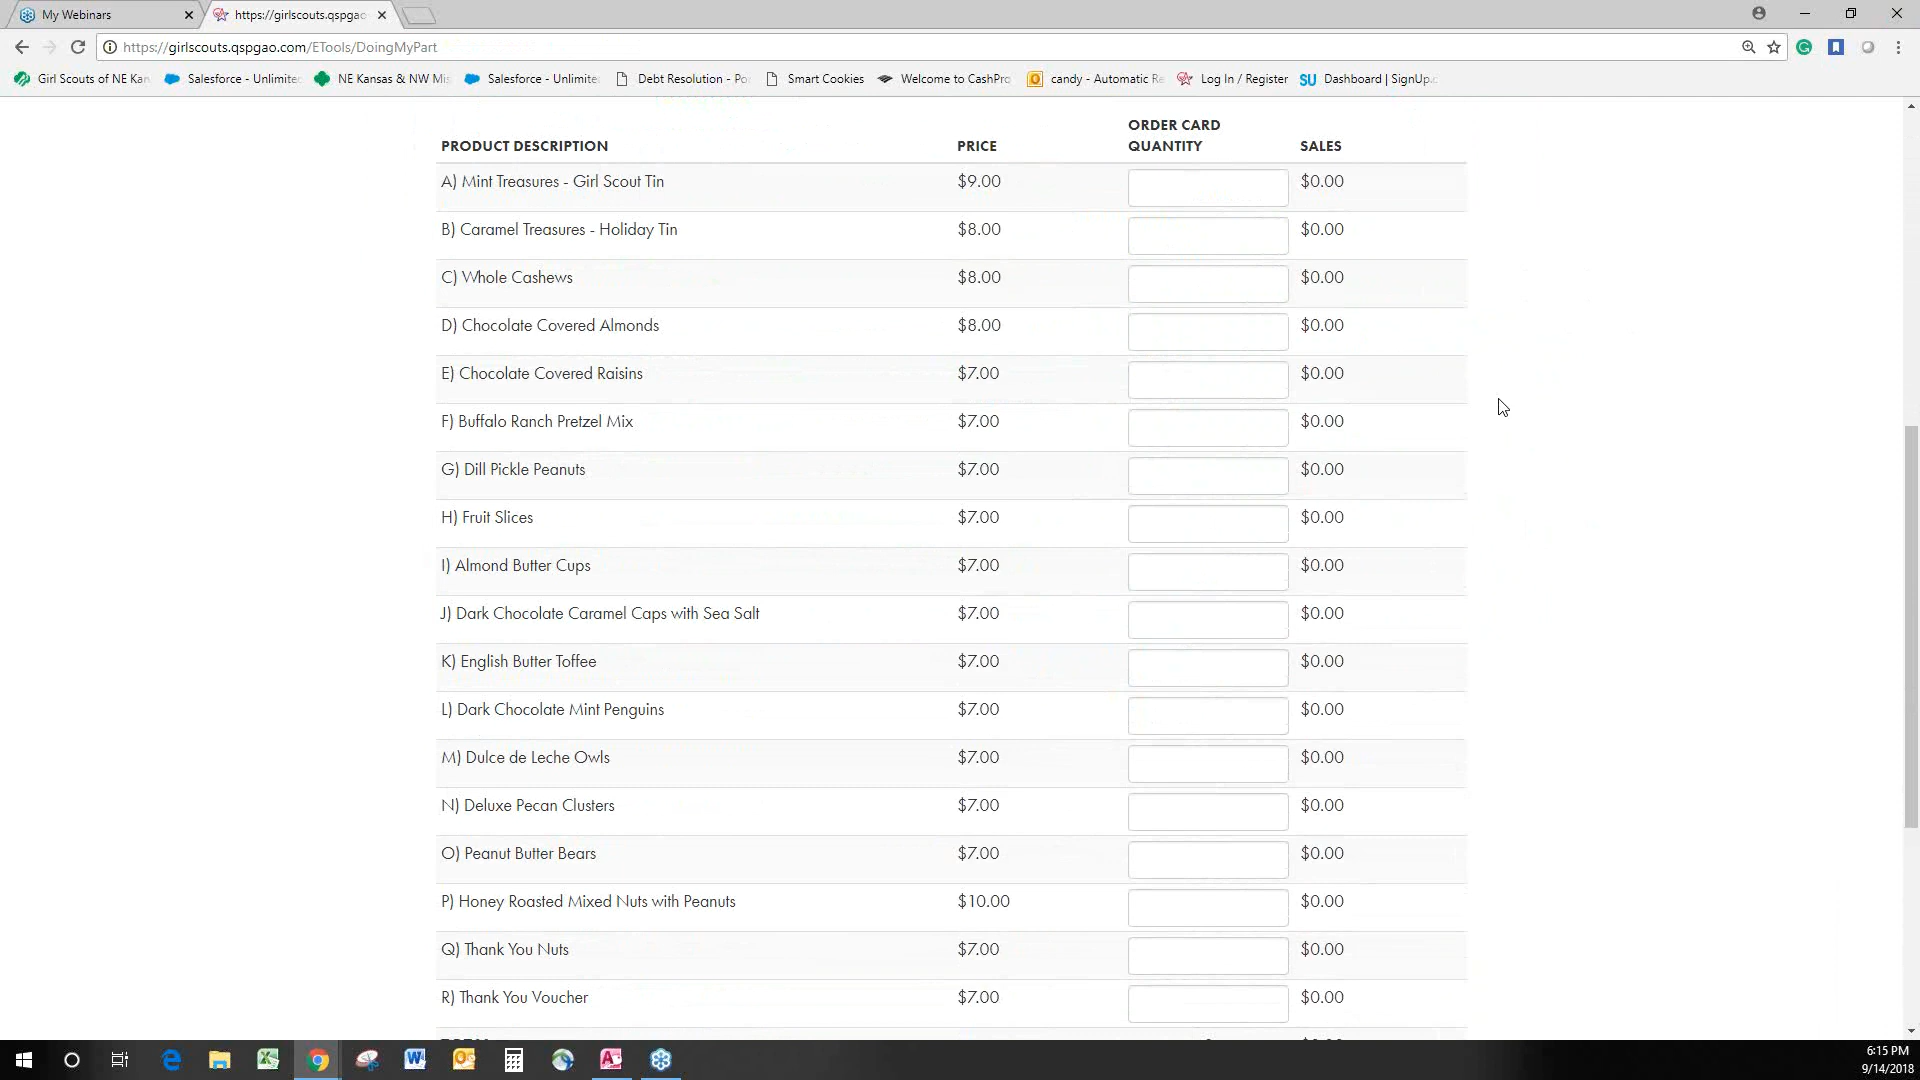 My Webinars
https://girlscouts.qspgao
https://girlscouts.qspgao.com/ETools/DoingMyPart
Girl Scouts of NE Kan
Salesforce - Unlimite
NE Kansas & NW Mis
Salesforce - Unlimite
Debt Resolution - Po
Smart Cookies
Welcome to CashPro
candy - Automatic Re
Log In / Register
SU Dashboard | SignUp.
PRODUCT DESCRIPTION PRICE ORDER CARD QUANTITY SALES
A) Mint Treasures - Girl Scout Tin $9.00 $0.00
B) Caramel Treasures - Holiday Tin $8.00 $0.00
C) Whole Cashews $8.00 $0.00
D) Chocolate Covered Almonds $8.00 $0.00
E) Chocolate Covered Raisins $7.00 $0.00
F) Buffalo Ranch Pretzel Mix $7.00 $0.00
G) Dill Pickle Peanuts $7.00 $0.00
H) Fruit Slices $7.00 $0.00
I) Almond Butter Cups $7.00 $0.00
J) Dark Chocolate Caramel Caps with Sea Salt $7.00 $0.00
K) English Butter Toffee $7.00 $0.00
L) Dark Chocolate Mint Penguins $7.00 $0.00
M) Dulce de Leche Owls $7.00 $0.00
N) Deluxe Pecan Clusters $7.00 $0.00
O) Peanut Butter Bears $7.00 $0.00
P) Honey Roasted Mixed Nuts with Peanuts $10.00 $0.00
Q) Thank You Nuts $7.00 $0.00
R) Thank You Voucher $7.00 $0.00
6:15 PM
9/14/2018